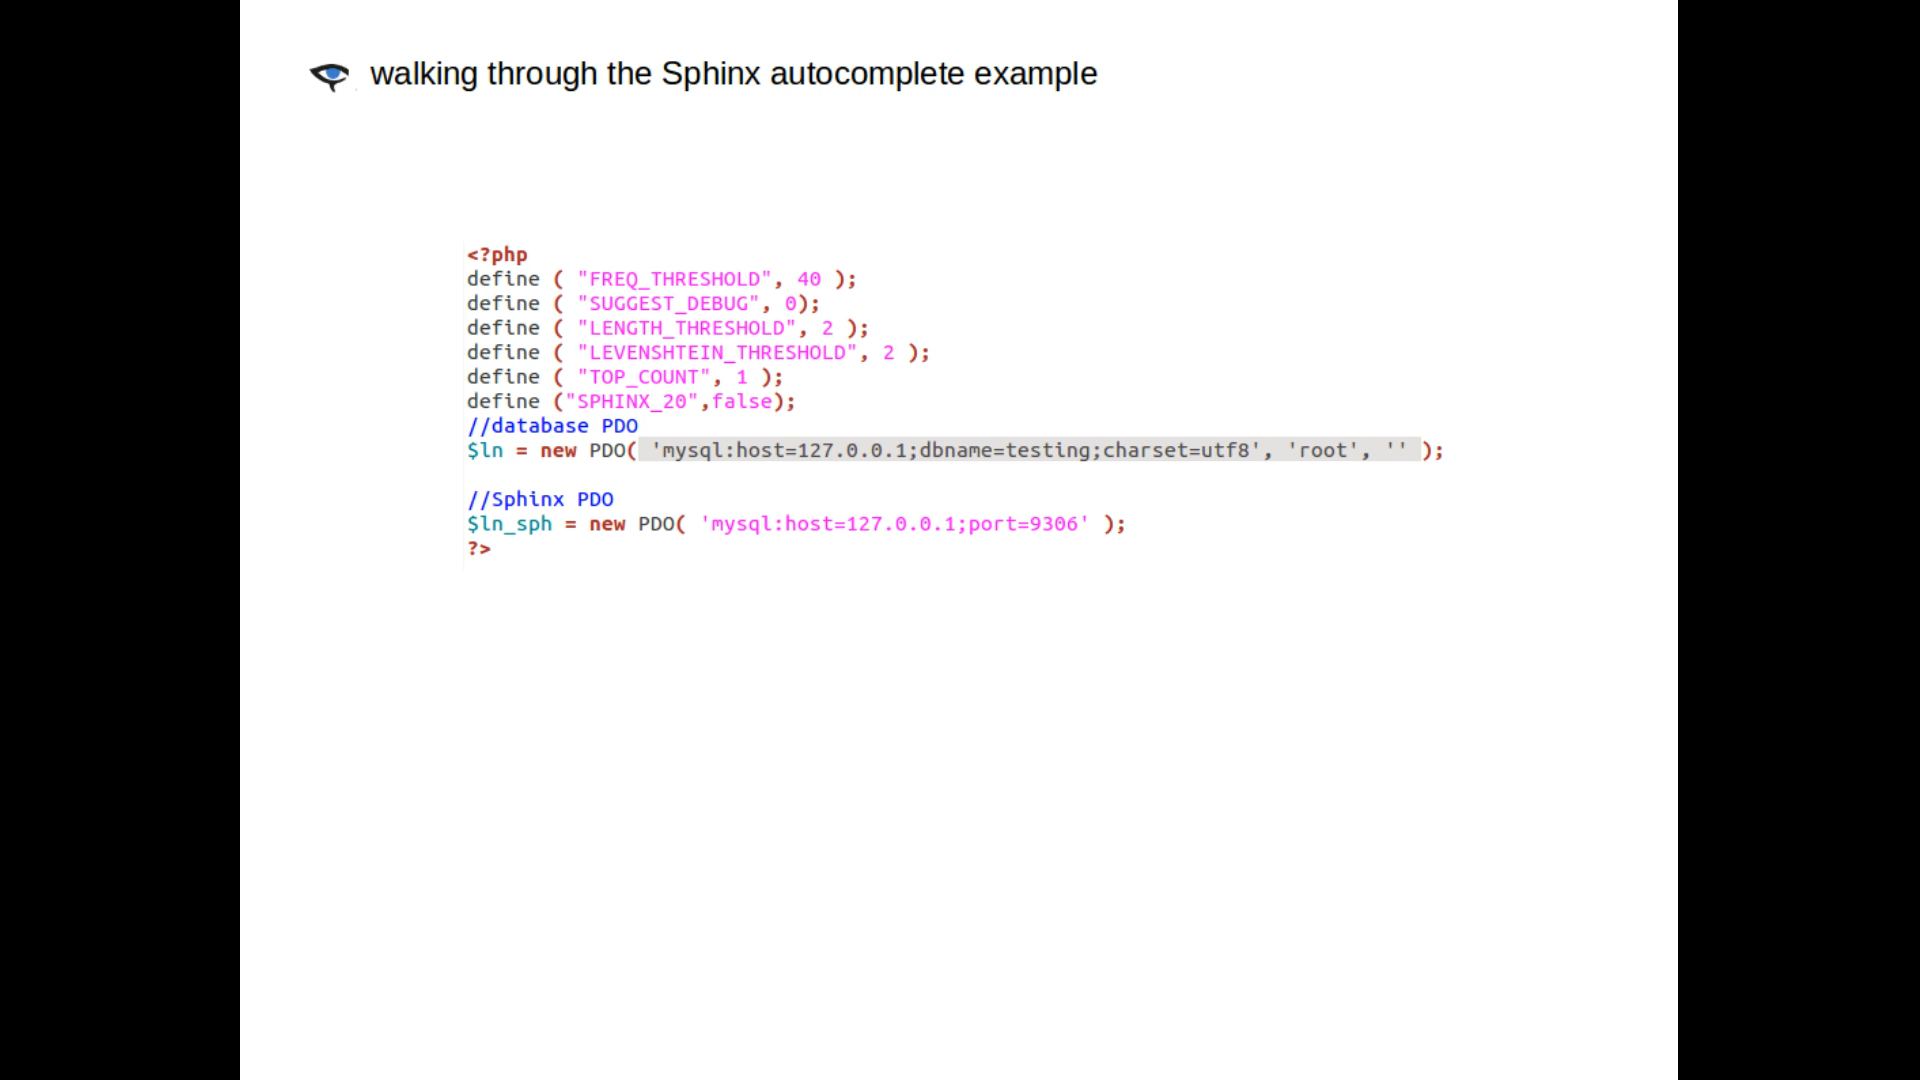 walking through the Sphinx autocomplete example
<?php
define ( "FREQ_THRESHOLD", 40 );
define ( "SUGGEST_DEBUG", 0);
define ( "LENGTH_THRESHOLD", 2 );
define ( "LEVENSHTEIN_THRESHOLD", 2 );
define ( "TOP_COUNT", 1 );
define ("SPHINX_20",false);
//database PDO
$ln = new PDO( 'mysql:host=127.0.0.1;dbname=testing;charset=utf8', 'root', '' );
//Sphinx PDO
$ln_sph = new PDO( 'mysql:host=127.0.0.1;port=9306' );
?>